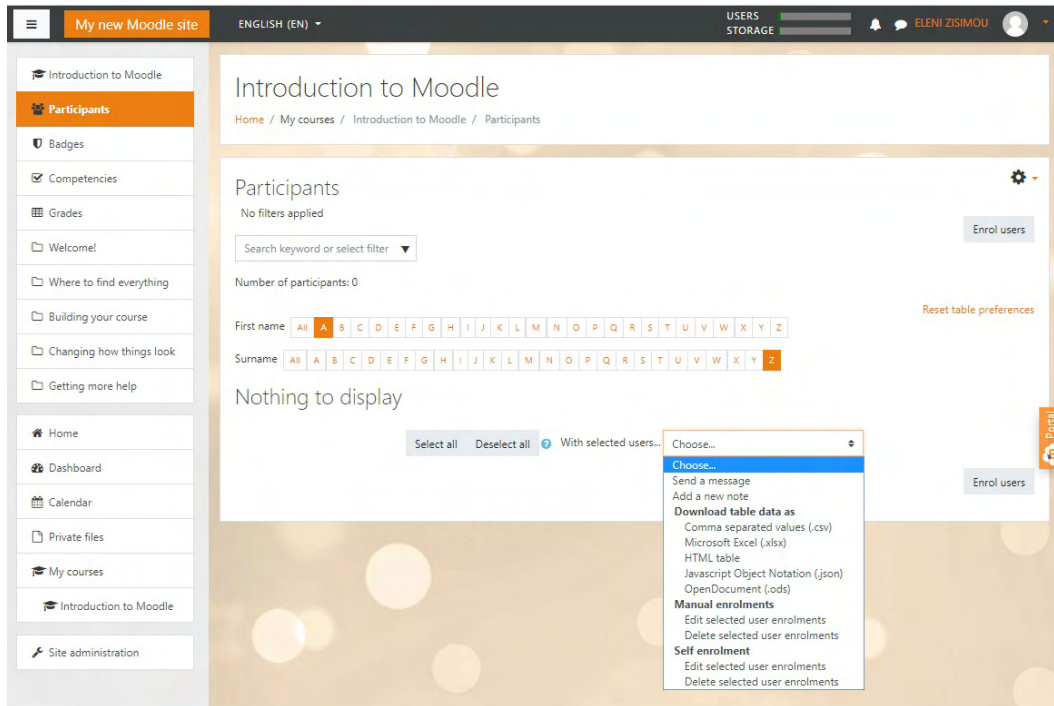 My new Moodle site
ENGLISH (EN)
USERS
STORAGE
ELENI ZISIMOU
Introduction to Moodle
Participants
Badges
Competencies
Grades
Welcome!
Where to find everything
Building your course
Changing how things look
Getting more help
Home
Dashboard
Calendar
Private files
My courses
Introduction to Moodle
Site administration
Introduction to Moodle
Home / My courses / Introduction to Moodle / Participants
Participants
No filters applied
Enrol users
Search keyword or select filter ▼
Number of participants: 0
Reset table preferences
First name All A B C D E F G H I J K L M N O P Q R S T U V W X Y Z
Surname All A B C D E F G H I J K L M N O P Q R S T U V W X Y Z
Nothing to display
Select all Deselect all With selected users... Choose...
Choose...
Send a message
Add a new note
Download table data as
Comma separated values (.csv)
Microsoft Excel (.xlsx)
HTML table
Javascript Object Notation (.json)
OpenDocument (.ods)
Manual enrolments
Edit selected user enrolments
Delete selected user enrolments
Self enrolment
Edit selected user enrolments
Delete selected user enrolments
Enrol users
Portal